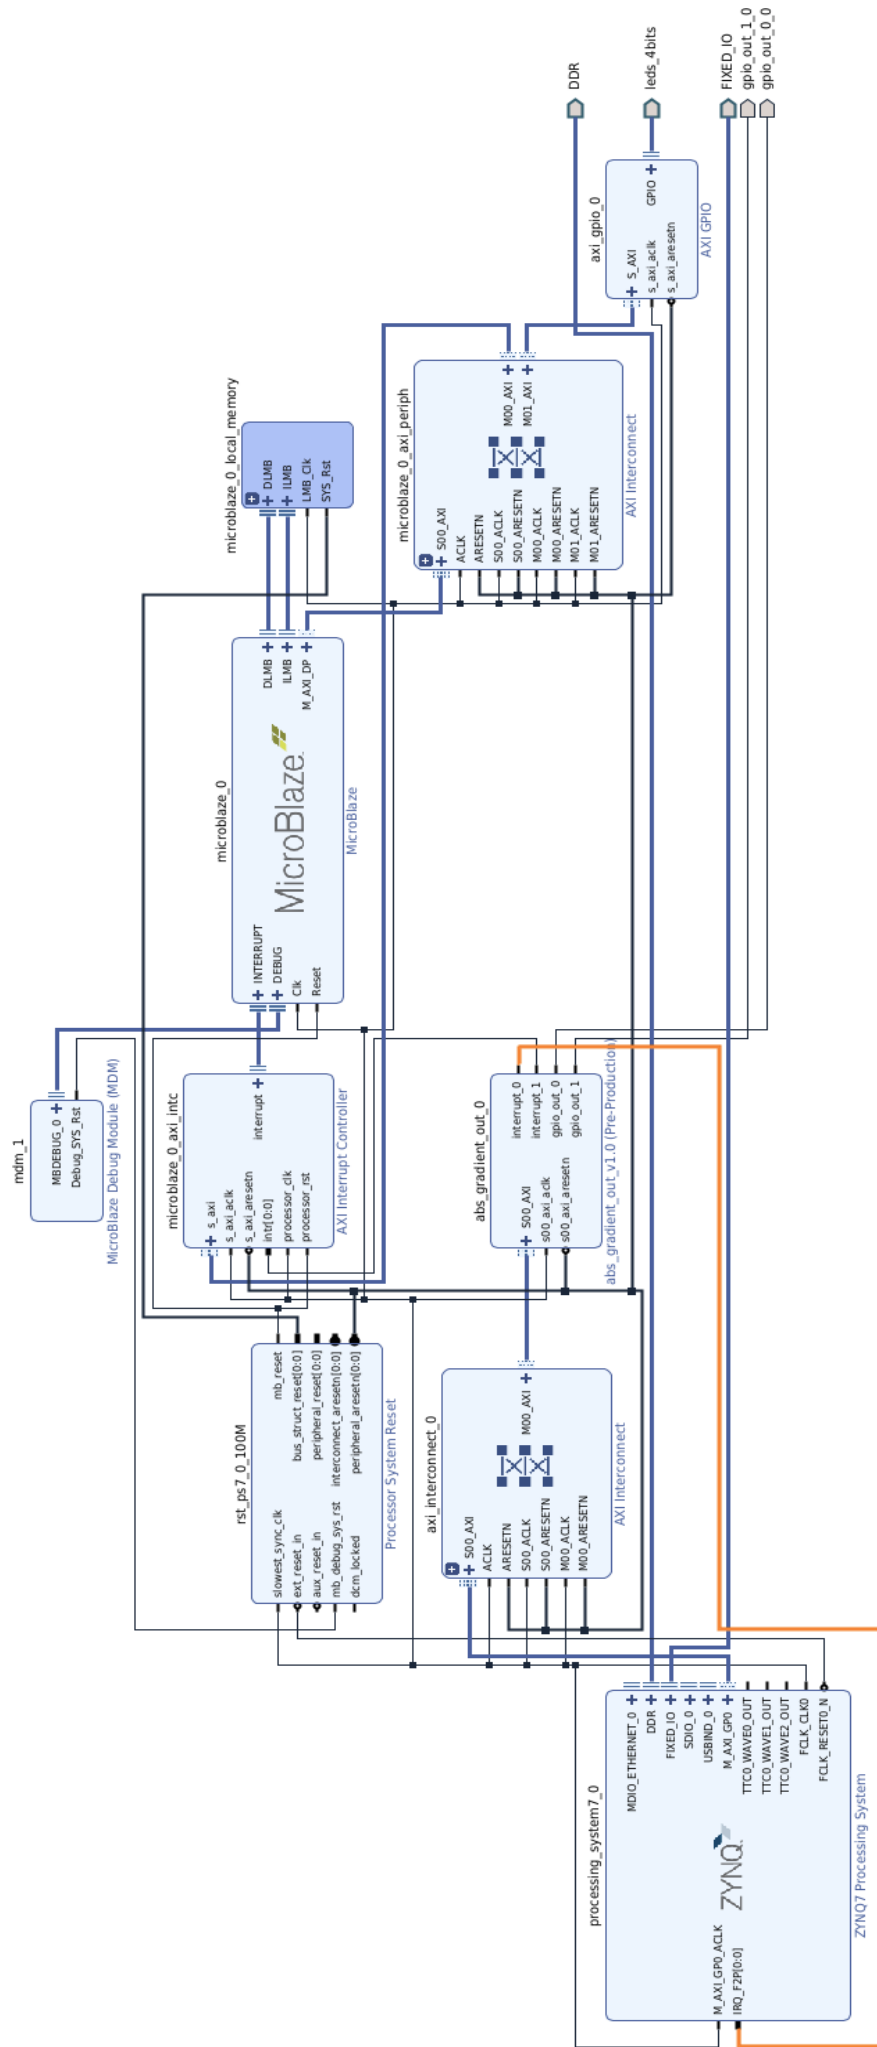 processing_system7_0
M_AXI_GP0_ACLK
IRQ_F2P[0:0]
ZYNQ
MDIO_ETHERNET_0
DDR
FIXED_IO
SDIO_0
USBIND_0
M_AXI_GP0
TTC0_WAVE0_OUT
TTC0_WAVE1_OUT
TTC0_WAVE2_OUT
FCLK_CLK0
FCLK_RESET0_N
ZYNQ7 Processing System
rst_ps7_0_100M
slowest_sync_clk
ext_reset_in
aux_reset_in
mb_debug_sys_rst
dcm_locked
mb_reset
bus_struct_reset[0:0]
peripheral_reset[0:0]
interconnect_aresetn[0:0]
peripheral_aresetn[0:0]
Processor System Reset
axi_interconnect_0
S00_AXI
ACLK
ARESETN
S00_ACLK
S00_ARESETN
M00_ACLK
M00_ARESETN
M00_AXI
AXI Interconnect
mdm_1
MBDEBUG_0
Debug_SYS_Rst
MicroBlaze Debug Module (MDM)
microblaze_0_axi_intc
s_axi
s_axi_aclk
s_axi_aresetn
intr[0:0]
processor_clk
processor_rst
interrupt
AXI Interrupt Controller
abs_gradient_out_0
S00_AXI
s00_axi_aclk
s00_axi_aresetn
interrupt_0
interrupt_1
gpio_out_0
gpio_out_1
abs_gradient_out_v1.0 (Pre-Production)
microblaze_0
INTERRUPT
DEBUG
Clk
Reset
MicroBlaze
DLMB
ILMB
M_AXI_DP
MicroBlaze
microblaze_0_local_memory
DLMB
ILMB
LMB_Clk
SYS_Rst
microblaze_0_axi_periph
S00_AXI
ACLK
ARESETN
S00_ACLK
S00_ARESETN
M00_ACLK
M00_ARESETN
M01_ACLK
M01_ARESETN
M00_AXI
M01_AXI
AXI Interconnect
axi_gpio_0
S_AXI
s_axi_aclk
s_axi_aresetn
GPIO
AXI GPIO
DDR
leds_4bits
FIXED_IO
gpio_out_1_0
gpio_out_0_0